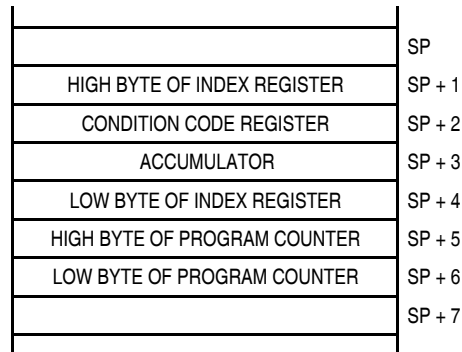 SP
HIGH BYTE OF INDEX REGISTER SP + 1
CONDITION CODE REGISTER SP + 2
ACCUMULATOR SP + 3
LOW BYTE OF INDEX REGISTER SP + 4
HIGH BYTE OF PROGRAM COUNTER SP + 5
LOW BYTE OF PROGRAM COUNTER SP + 6
SP + 7